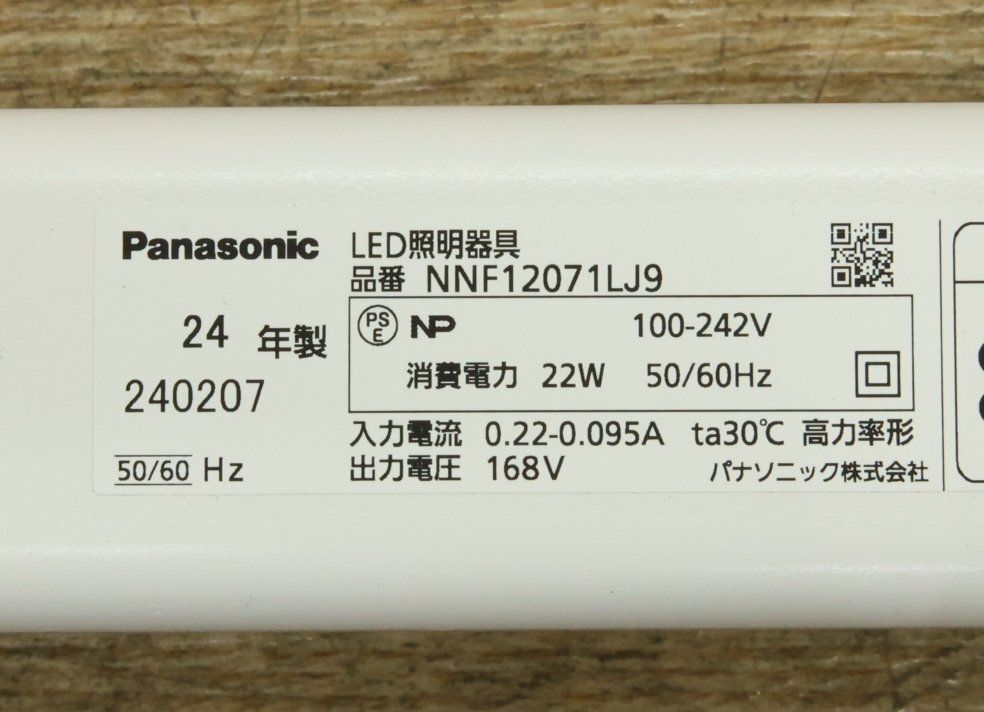 Panasonic
24 年製
240207
50/60 Hz
LED照明器具
品番 NNF12071LJ9
PS E NP 100-242V
消費電力 22W 50/60Hz
入力電流 0.22-0.095A ta30℃ 高力率形
出力電圧 168V パナソニック株式会社